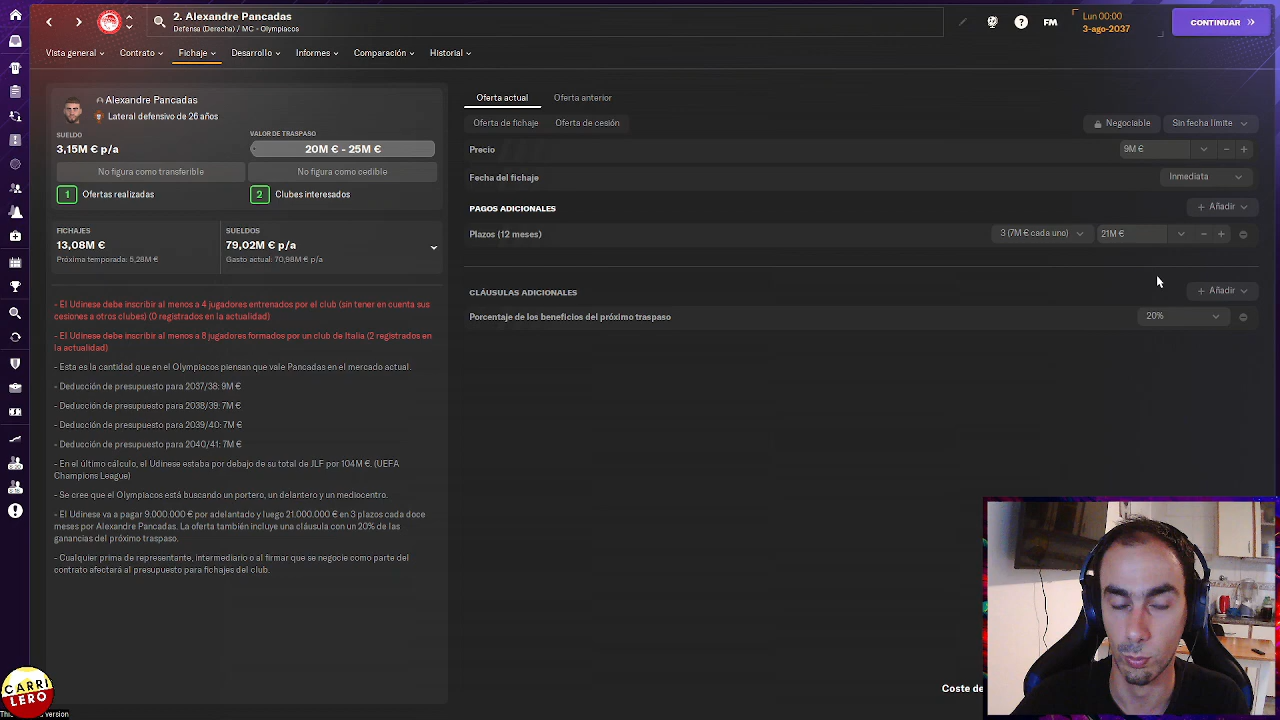 2. Alexandre Pancadas
Defensa (Derecha) / MC - Olympiacos
FM
Lun 00:00
3-ago-2037
CONTINUAR
Vista general
Contrato
Fichaje
Desarrollo
Informes
Comparación
Historial
Alexandre Pancadas
Lateral defensivo de 26 años
SUELDO
3,15M € p/a
VALOR DE TRASPASO
20M € - 25M €
No figura como transferible
No figura como cedible
1 Ofertas realizadas
2 Clubes interesados
FICHAJES
13,08M €
Próxima temporada: 5,28M €
SUELDOS
79,02M € p/a
Gasto actual: 70,98M € p/a
- El Udinese debe inscribir al menos a 4 jugadores entrenados por el club (sin tener en cuenta sus
cesiones a otros clubes) (0 registrados en la actualidad)
- El Udinese debe inscribir al menos a 8 jugadores formados por un club de Italia (2 registrados en
la actualidad)
- Esta es la cantidad que en el Olympiacos piensan que vale Pancadas en el mercado actual.
- Deducción de presupuesto para 2037/38: 9M €
- Deducción de presupuesto para 2038/39: 7M €
- Deducción de presupuesto para 2039/40: 7M €
- Deducción de presupuesto para 2040/41: 7M €
- En el último cálculo, el Udinese estaba por debajo de su total de JLF por 104M €. (UEFA
Champions League)
- Se cree que el Olympiacos está buscando un portero, un delantero y un mediocentro.
- El Udinese va a pagar 9.000.000 € por adelantado y luego 21.000.000 € en 3 plazos cada doce
meses por Alexandre Pancadas. La oferta también incluye una cláusula con un 20% de las
ganancias del próximo traspaso.
- Cualquier prima de representante, intermediario o al firmar que se negocie como parte del
contrato afectará al presupuesto para fichajes del club.
Oferta actual
Oferta anterior
Oferta de fichaje
Oferta de cesión
Negociable
Sin fecha límite
Precio
9M €
Fecha del fichaje
Inmediata
PAGOS ADICIONALES
Añadir
Plazos (12 meses)
3 (7M € cada uno)
21M €
CLÁUSULAS ADICIONALES
Añadir
Porcentaje de los beneficios del próximo traspaso
20%
Coste de
CARRI
LERO
version